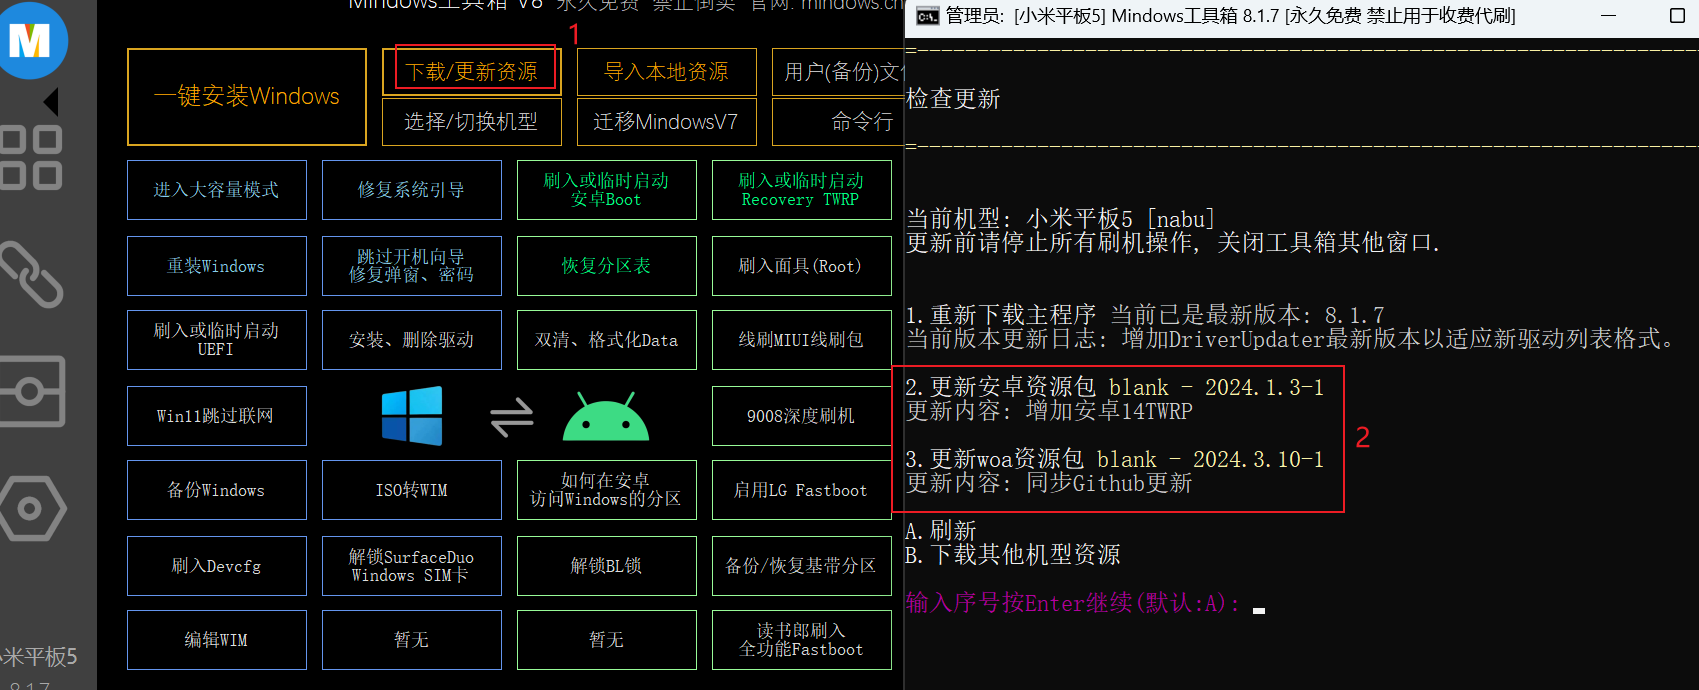 Mindows工具箱 V8 永久免费 禁止倒卖 官网: mindows.cn
1
一键安装Windows
下载/更新资源
导入本地资源
用户(备份)文
选择/切换机型
迁移MindowsV7
命令行
进入大容量模式
修复系统引导
刷入或临时启动
安卓Boot
刷入或临时启动
Recovery TWRP
重装Windows
跳过开机向导
修复弹窗、密码
恢复分区表
刷入面具(Root)
刷入或临时启动
UEFI
安装、删除驱动
双清、格式化Data
线刷MIUI线刷包
Win11跳过联网
9008深度刷机
备份Windows
ISO转WIM
如何在安卓
访问Windows的分区
启用LG Fastboot
刷入Devcfg
解锁SurfaceDuo
Windows SIM卡
解锁BL锁
备份/恢复基带分区
编辑WIM
暂无
暂无
读书郎刷入
全功能Fastboot
小米平板5
8.1.7
管理员: [小米平板5] Mindows工具箱 8.1.7 [永久免费 禁止用于收费代刷]
检查更新
当前机型: 小米平板5 [nabu]
更新前请停止所有刷机操作, 关闭工具箱其他窗口.
1.重新下载主程序 当前已是最新版本: 8.1.7
当前版本更新日志: 增加DriverUpdater最新版本以适应新驱动列表格式。
2.更新安卓资源包 blank - 2024.1.3-1
更新内容: 增加安卓14TWRP
3.更新woa资源包 blank - 2024.3.10-1
更新内容: 同步Github更新
2
A.刷新
B.下载其他机型资源
输入序号按Enter继续(默认:A):